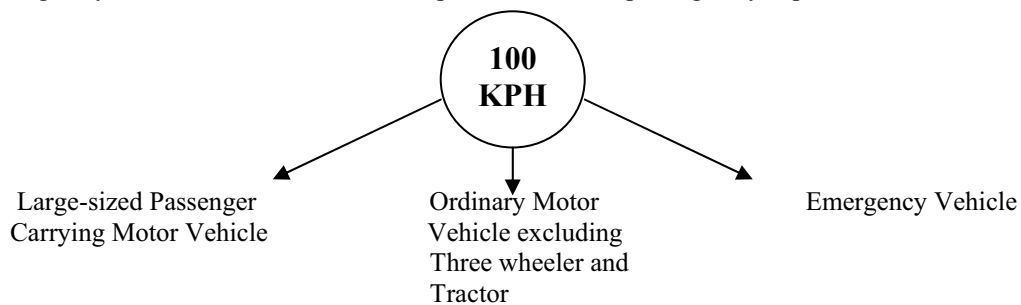 100
KPH
Large-sized Passenger
Carrying Motor Vehicle
Ordinary Motor
Vehicle excluding
Three wheeler and
Tractor
Emergency Vehicle